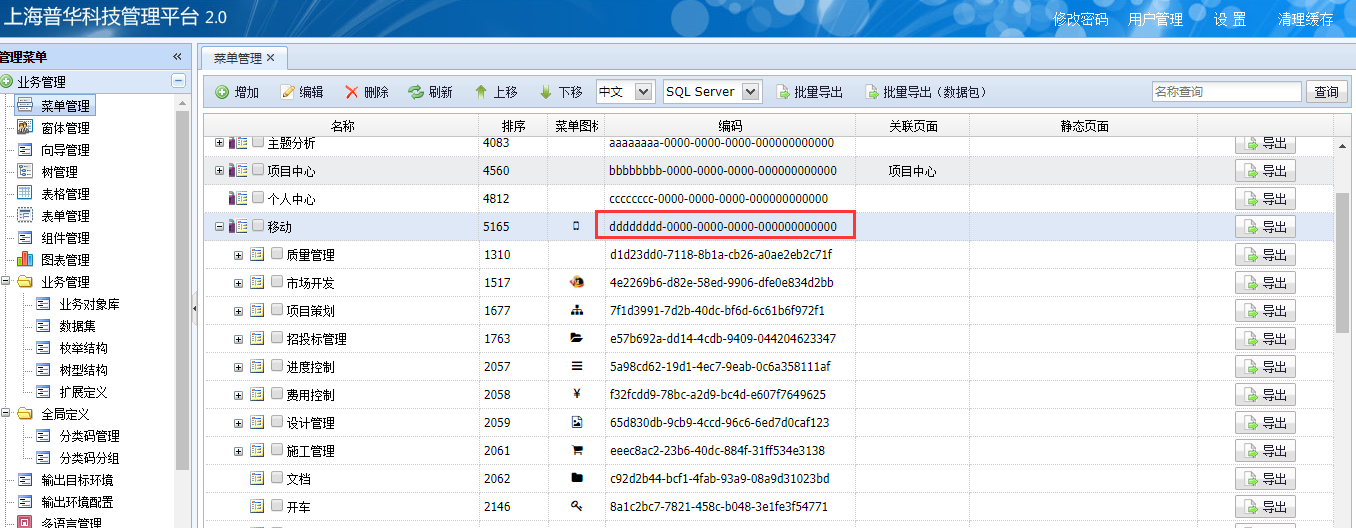 上海普华科技管理平台 2.0
修改密码 用户管理 设 置 清理缓存
管理菜单 «
业务管理
菜单管理
窗体管理
向导管理
树管理
表格管理
表单管理
组件管理
图表管理
业务管理
业务对象库
数据集
枚举结构
树型结构
扩展定义
全局定义
分类码管理
分类码分组
输出目标环境
输出环境配置
多语言管理
菜单管理 ×
增加 编辑 删除 刷新 上移 下移 中文 SQL Server 批量导出 批量导出（数据包） 名称查询 查询
名称 排序 菜单图标 编码 关联页面 静态页面
主题分析 4083 aaaaaaaa-0000-0000-0000-000000000000 导出
项目中心 4560 bbbbbbbb-0000-0000-0000-000000000000 项目中心 导出
个人中心 4812 cccccccc-0000-0000-0000-000000000000 导出
移动 5165 dddddddd-0000-0000-0000-000000000000 导出
质量管理 1310 d1d23dd0-7118-8b1a-cb26-a0ae2eb2c71f 导出
市场开发 1517 4e2269b6-d82e-58ed-9906-dfe0e834d2bb 导出
项目策划 1677 7f1d3991-7d2b-40dc-bf6d-6c61b6f972f1 导出
招投标管理 1763 e57b692a-dd14-4cdb-9409-044204623347 导出
进度控制 2057 5a98cd62-19d1-4ec7-9eab-0c6a358111af 导出
费用控制 2058 ¥ f32fcdd9-78bc-a2d9-bc4d-e607f7649625 导出
设计管理 2059 65d830db-9cb9-4ccd-96c6-6ed7d0caf123 导出
施工管理 2061 eeec8ac2-23b6-40dc-884f-31ff534e3138 导出
文档 2062 c92d2b44-bcf1-4fab-93a9-08a9d31023bd 导出
开车 2146 8a1c2bc7-7821-458c-b048-3e1fe3f54771 导出